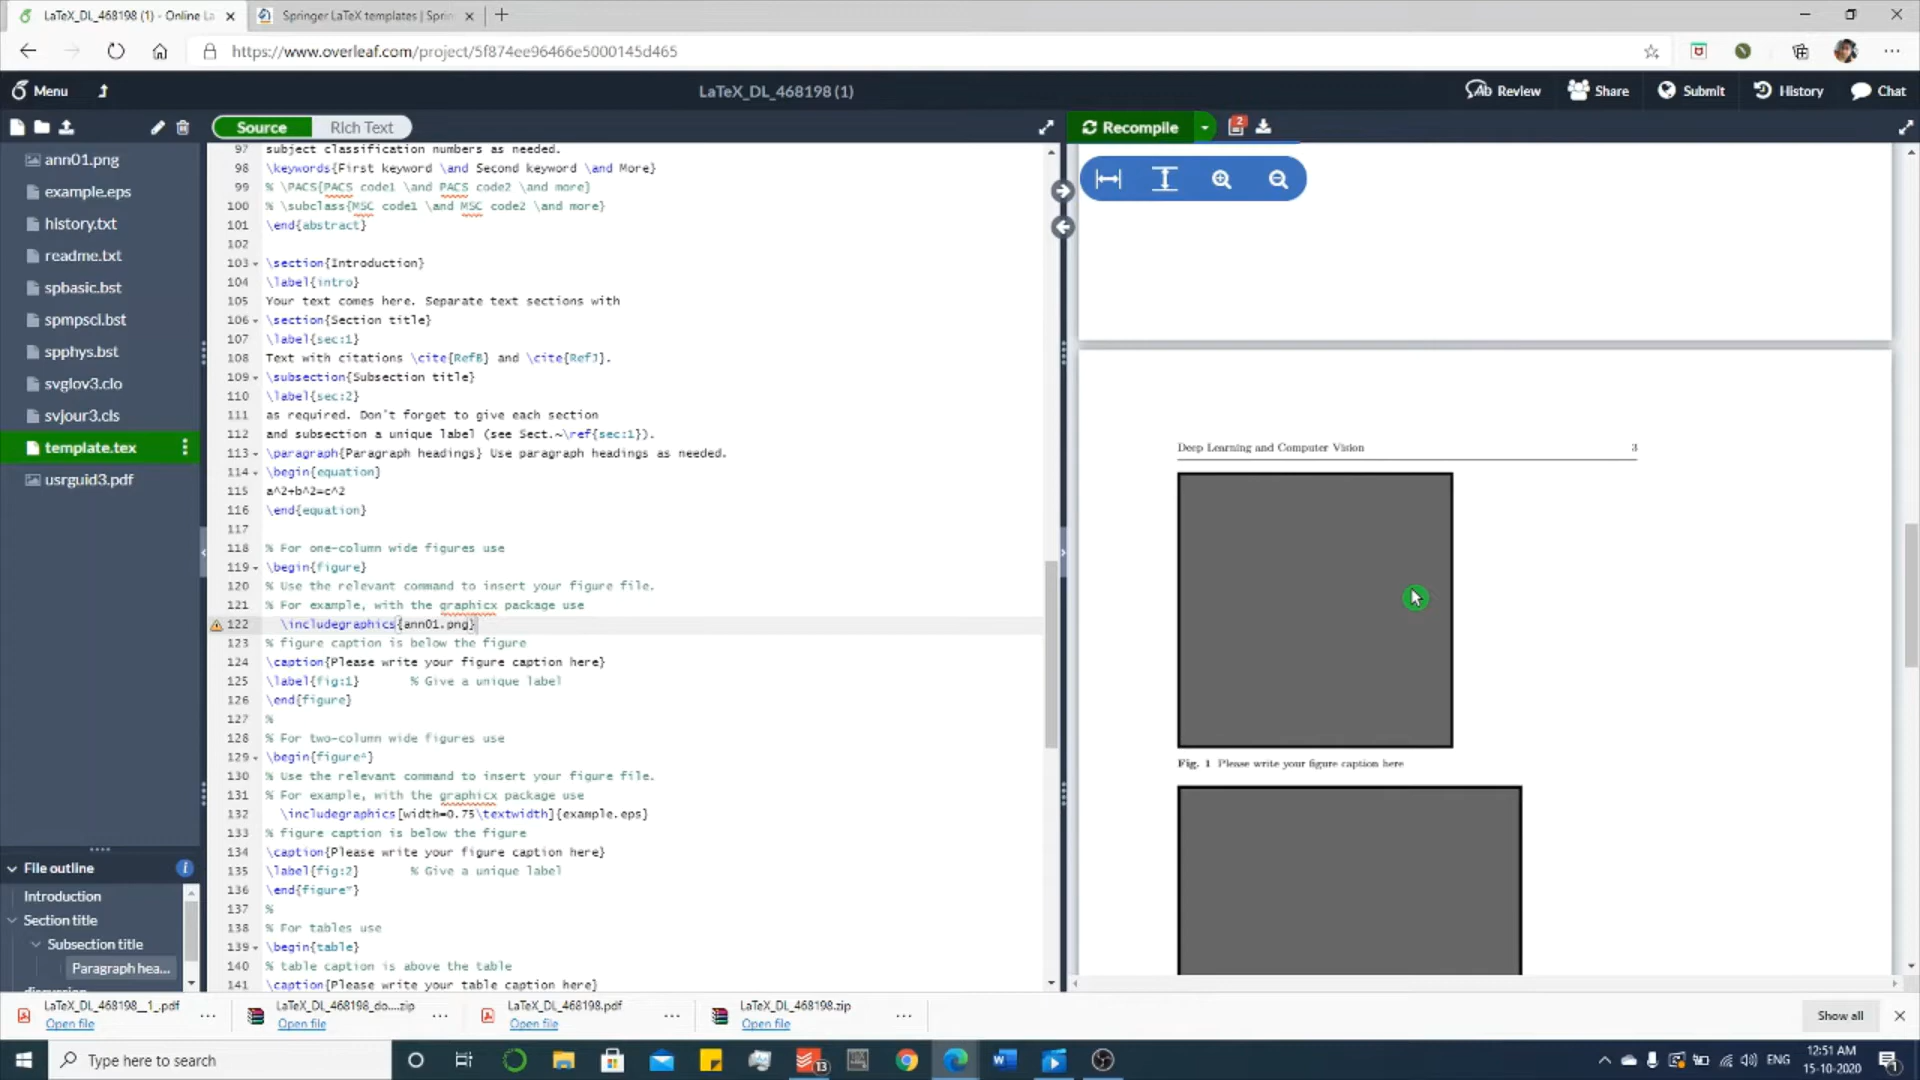 LaTeX_DL_468198 (1) - Online La
Springer LaTeX templates | Sprin
https://www.overleaf.com/project/5f874ee96466e5000145d465
Menu
LaTeX_DL_468198 (1)
Review
Share
Submit
History
Chat
Source
Rich Text
Recompile
2
ann01.png
example.eps
history.txt
readme.txt
spbasic.bst
spmpsci.bst
spphys.bst
svglov3.clo
svjour3.cls
template.tex
usrguid3.pdf
File outline
Introduction
Section title
Subsection title
Paragraph hea...
97 subject classification numbers as needed.
98 \keywords{First keyword \and Second keyword \and More}
99 % \PACS{PACS code1 \and PACS code2 \and more}
100 % \subclass{MSC code1 \and MSC code2 \and more}
101 \end{abstract}
102
103 \section{Introduction}
104 \label{intro}
105 Your text comes here. Separate text sections with
106 \section{Section title}
107 \label{sec:1}
108 Text with citations \cite{RefB} and \cite{RefJ}.
109 \subsection{Subsection title}
110 \label{sec:2}
111 as required. Don't forget to give each section
112 and subsection a unique label (see Sect.~\ref{sec:1}).
113 \paragraph{Paragraph headings} Use paragraph headings as needed.
114 \begin{equation}
115 a^2+b^2=c^2
116 \end{equation}
117
118 % For one-column wide figures use
119 \begin{figure}
120 % Use the relevant command to insert your figure file.
121 % For example, with the graphicx package use
122 \includegraphics{ann01.png}
123 % figure caption is below the figure
124 \caption{Please write your figure caption here}
125 \label{fig:1} % Give a unique label
126 \end{figure}
127 %
128 % For two-column wide figures use
129 \begin{figure*}
130 % Use the relevant command to insert your figure file.
131 % For example, with the graphicx package use
132 \includegraphics[width=0.75\textwidth]{example.eps}
133 % figure caption is below the figure
134 \caption{Please write your figure caption here}
135 \label{fig:2} % Give a unique label
136 \end{figure*}
137 %
138 % For tables use
139 \begin{table}
140 % table caption is above the table
141 \caption{Please write your table caption here}
Deep Learning and Computer Vision 3
Fig. 1 Please write your figure caption here
LaTeX_DL_468198__1_.pdf
Open file
LaTeX_DL_468198_do....zip
Open file
LaTeX_DL_468198.pdf
Open file
LaTeX_DL_468198.zip
Open file
Show all
Type here to search
13
ENG
12:51 AM
15-10-2020
1